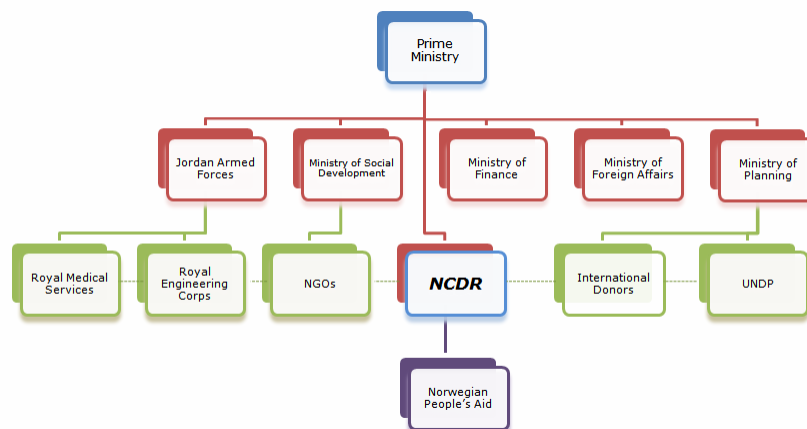 Prime
Ministry
Jordan Armed
Forces
Ministry of Social
Development
Ministry of
Finance
Ministry of
Foreign Affairs
Ministry of
Planning
Royal Medical
Services
Royal
Engineering
Corps
NGOs
NCDR
International
Donors
UNDP
Norwegian
People's Aid